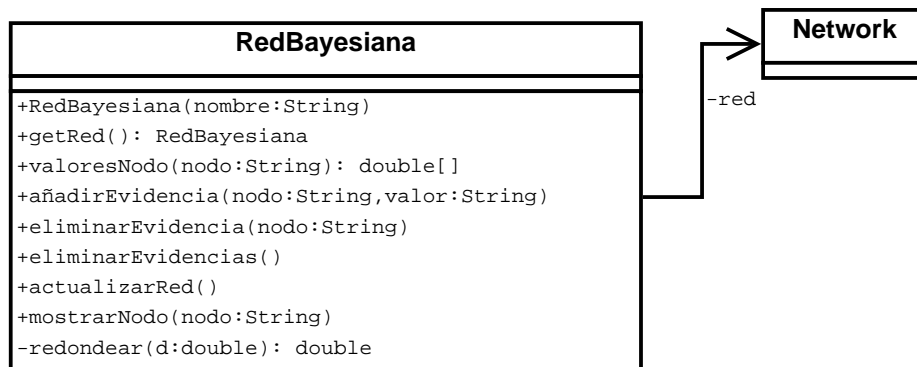 RedBayesiana
+RedBayesiana(nombre:String)
+getRed(): RedBayesiana
+valoresNodo(nodo:String): double[]
+añadirEvidencia(nodo:String,valor:String)
+eliminarEvidencia(nodo:String)
+eliminarEvidencias()
+actualizarRed()
+mostrarNodo(nodo:String)
-redondear(d:double): double
Network
-red